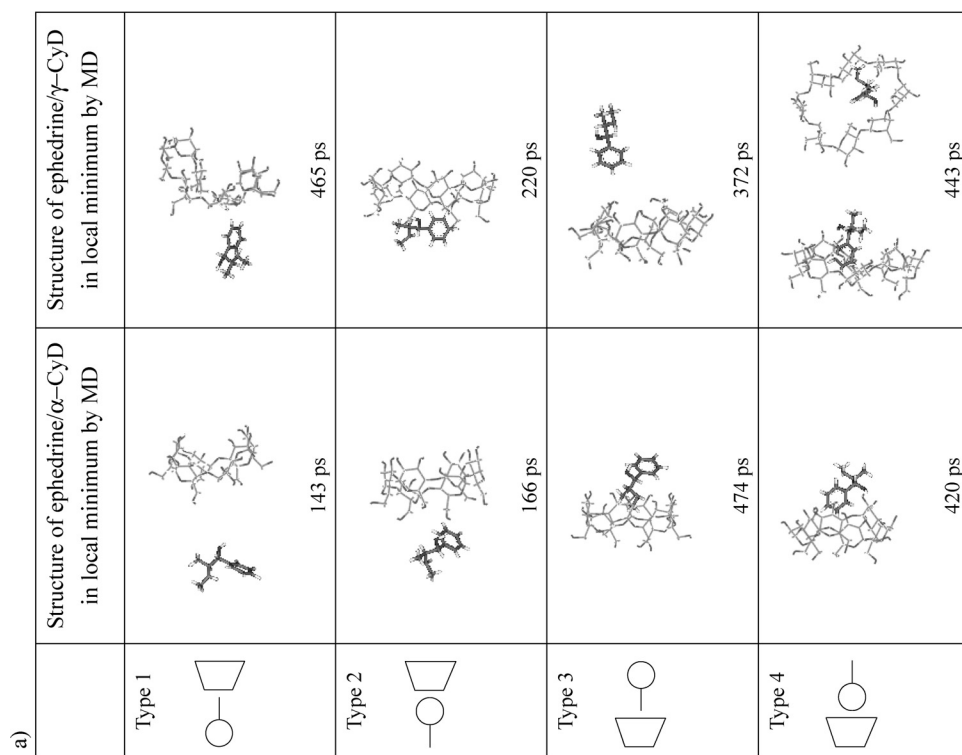 a)
Structure of ephedrine/α–CyD
in local minimum by MD
Structure of ephedrine/γ–CyD
in local minimum by MD
Type 1
143 ps
465 ps
Type 2
166 ps
220 ps
Type 3
474 ps
372 ps
Type 4
420 ps
443 ps